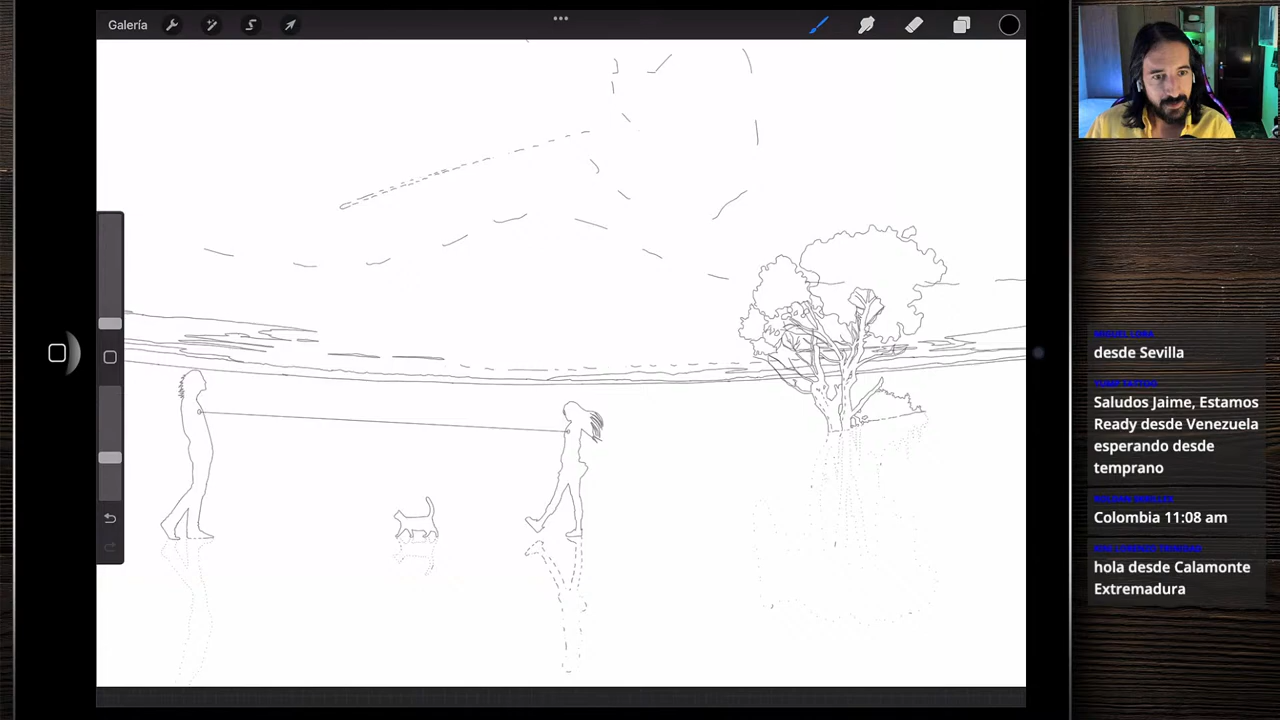 Galería
desde Sevilla
Saludos Jaime, Estamos
Ready desde Venezuela
esperando desde
temprano
Colombia 11:08 am
hola desde Calamonte
Extremadura